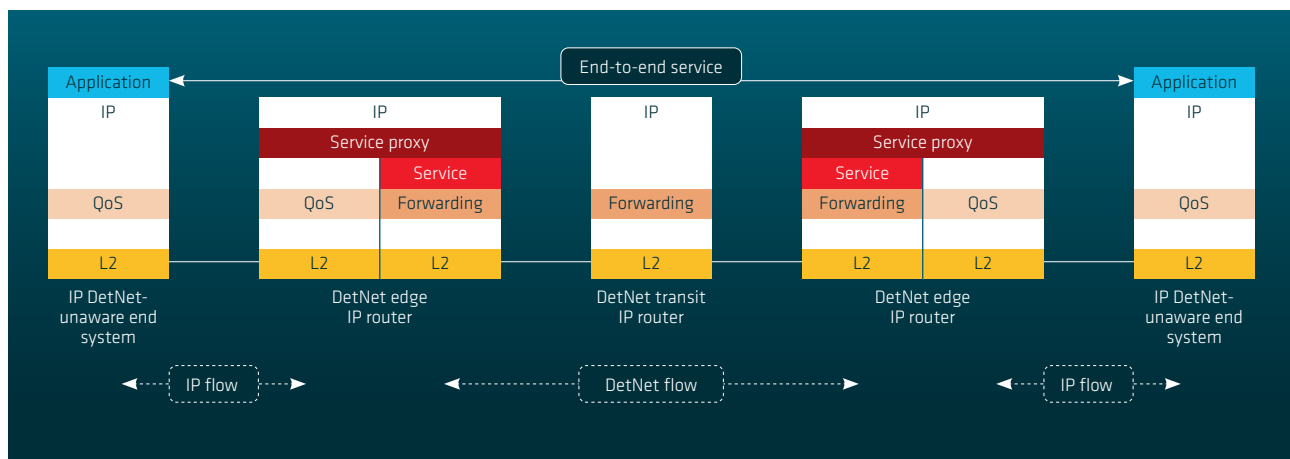 End-to-end service
Application
Application
IP
IP
IP
IP
IP
Service proxy
Service proxy
Service
Service
QoS
QoS
Forwarding
Forwarding
Forwarding
QoS
QoS
L2
L2
L2
L2
L2
L2
L2
IP DetNet-
unaware end
system
DetNet edge
IP router
DetNet transit
IP router
DetNet edge
IP router
IP DetNet-
unaware end
system
IP flow
DetNet flow
IP flow